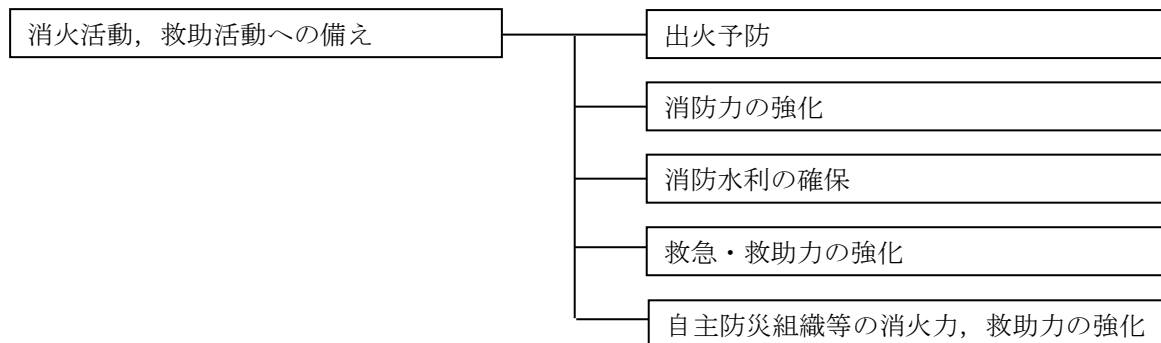 消火活動，救助活動への備え
出火予防
消防力の強化
消防水利の確保
救急・救助力の強化
自主防災組織等の消火力，救助力の強化